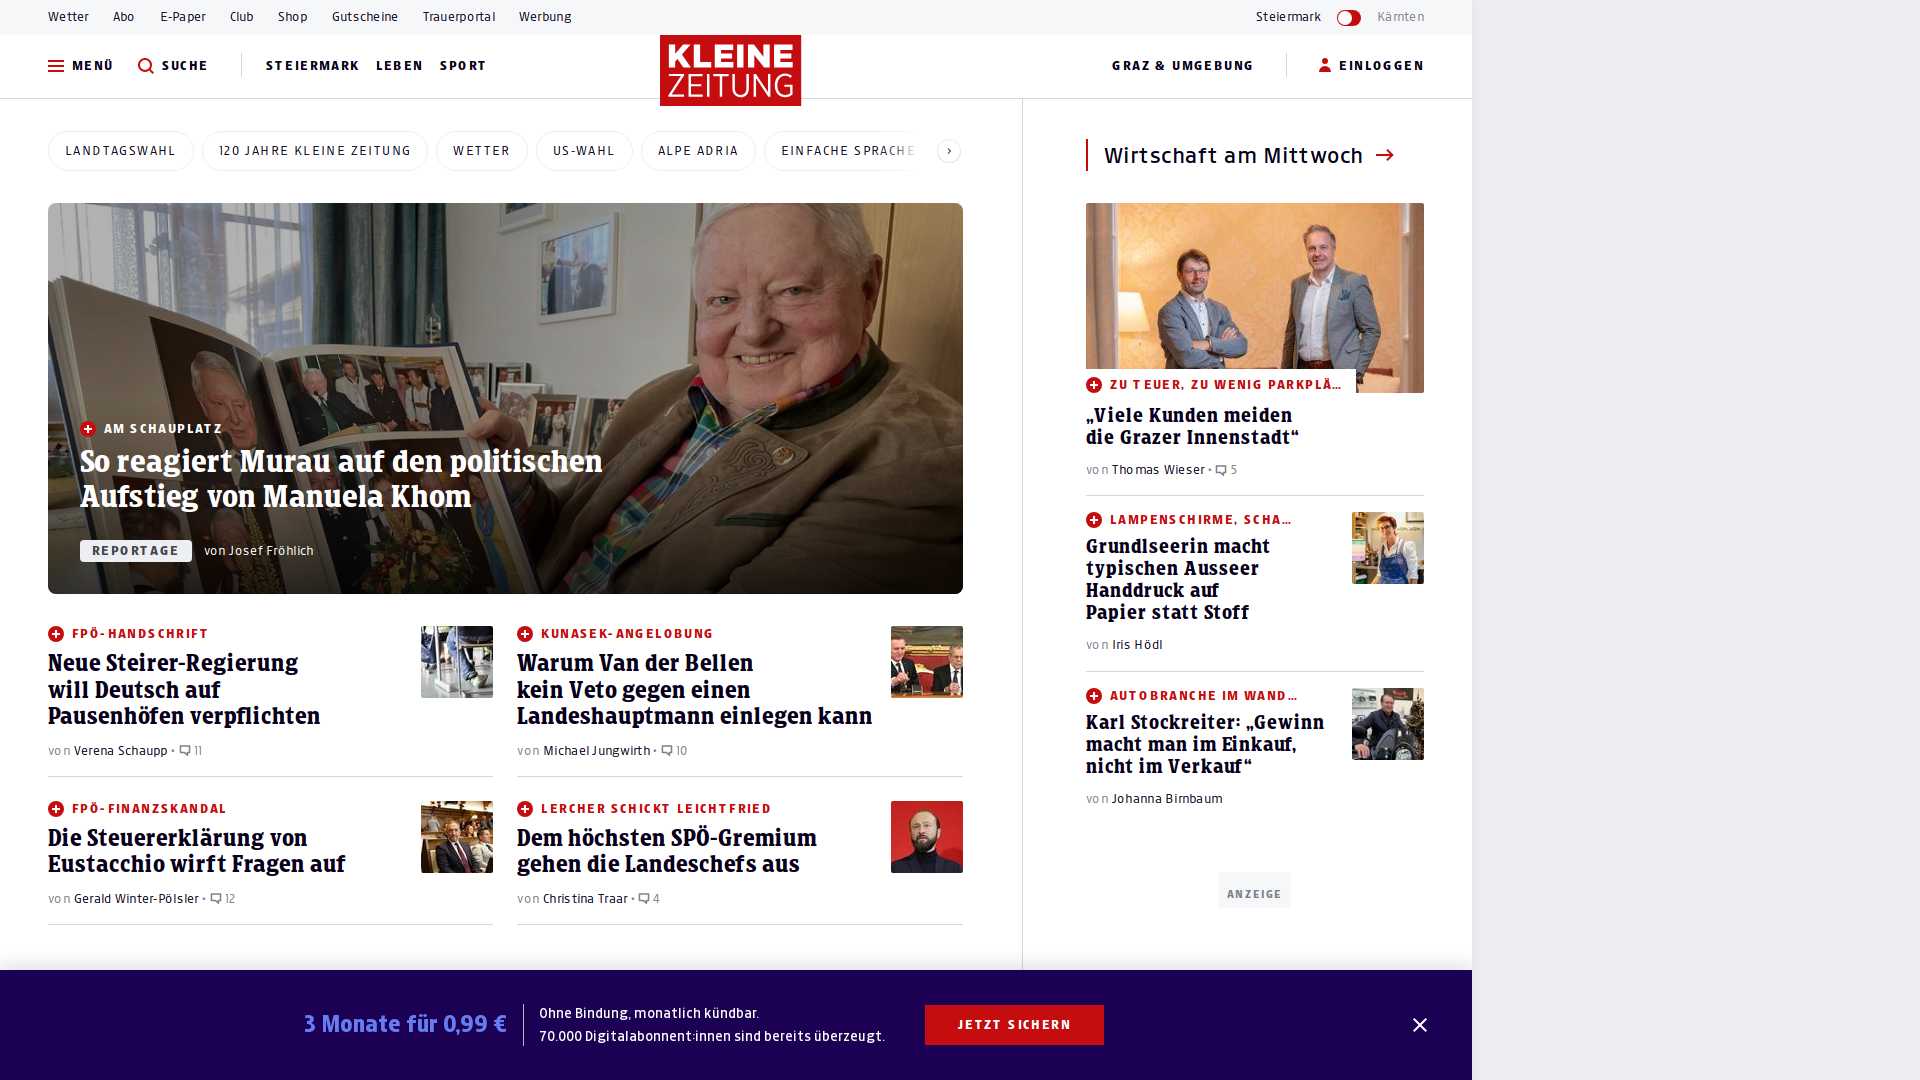 Wetter Abo E-Paper Club Shop Gutscheine Trauerportal Werbung Steiermark Kärnten
MENÜ SUCHE STEIERMARK LEBEN SPORT KLEINE ZEITUNG GRAZ & UMGEBUNG EINLOGGEN
LANDTAGSWAHL 120 JAHRE KLEINE ZEITUNG WETTER US-WAHL ALPE ADRIA EINFACHE SPRACHE
AM SCHAUPLATZ
So reagiert Murau auf den politischen
Aufstieg von Manuela Khom
REPORTAGE von Josef Fröhlich
FPÖ-HANDSCHRIFT
Neue Steirer-Regierung
will Deutsch auf
Pausenhöfen verpflichten
von Verena Schaupp • 11
KUNASEK-ANGELOBUNG
Warum Van der Bellen
kein Veto gegen einen
Landeshauptmann einlegen kann
von Michael Jungwirth • 10
FPÖ-FINANZSKANDAL
Die Steuererklärung von
Eustacchio wirft Fragen auf
von Gerald Winter-Pölsler • 12
LERCHER SCHICKT LEICHTFRIED
Dem höchsten SPÖ-Gremium
gehen die Landeschefs aus
von Christina Traar • 4
Wirtschaft am Mittwoch
ZU TEUER, ZU WENIG PARKPLÄ…
„Viele Kunden meiden
die Grazer Innenstadt“
von Thomas Wieser • 5
LAMPENSCHIRME, SCHA…
Grundlseerin macht
typischen Ausseer
Handdruck auf
Papier statt Stoff
von Iris Hödl
AUTOBRANCHE IM WAND…
Karl Stockreiter: „Gewinn
macht man im Einkauf,
nicht im Verkauf“
von Johanna Birnbaum
ANZEIGE
3 Monate für 0,99 €
Ohne Bindung, monatlich kündbar.
70.000 Digitalabonnent:innen sind bereits überzeugt.
JETZT SICHERN